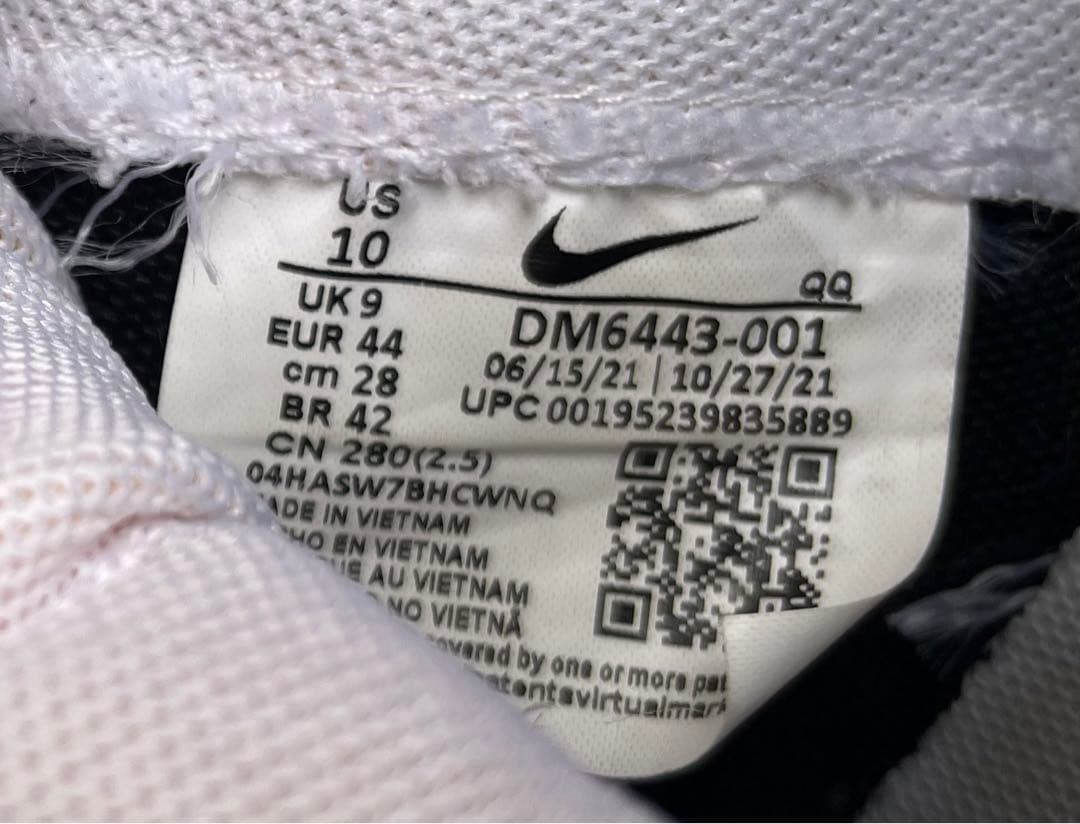 US
10
QQ
UK 9
EUR 44
cm 28
BR 42
CN 280(2.5)
DM6443-001
06/15/21 | 10/27/21
UPC 00195239835889
04HASW7BHCWNQ
ADE IN VIETNAM
HO EN VIETNAM
UE AU VIETNAM
NO VIETNÃ
overed by one or more pat
atentsvirtualmark